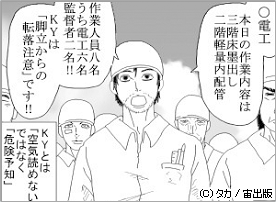 〇電工
本日の作業内容は
三階床墨出し
二階軽量内配管
作業人員八名
うち電工六名
監督者二名!!
KYは
『脚立からの
転落注意』です!!
KYとは
「空気読めない」
ではなく
「危険予知」
(C) タカ / 宙出版